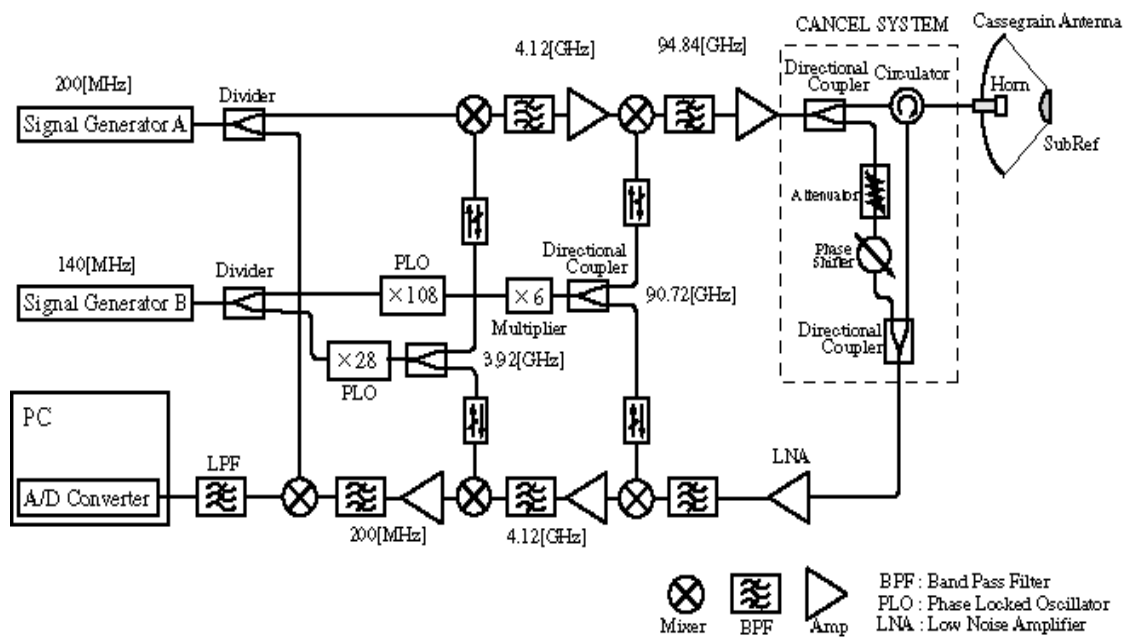 CANCEL SYSTEM
Cassegrain Antenna
4.12[GHz]
94.84[GHz]
Directional
Coupler
Circulator
Horn
200[MHz]
Divider
Signal Generator A
SubRef
Attenuator
Phase
Shifter
140[MHz]
Divider
PLO
Directional
Coupler
Signal Generator B
×108
×6
90.72[GHz]
Multiplier
Directional
Coupler
×28
3.92[GHz]
PLO
PC
LPF
LNA
A/D Converter
200[MHz]
4.12[GHz]
Mixer
BPF
Amp
BPF : Band Pass Filter
PLO : Phase Locked Oscillator
LNA : Low Noise Amplifier